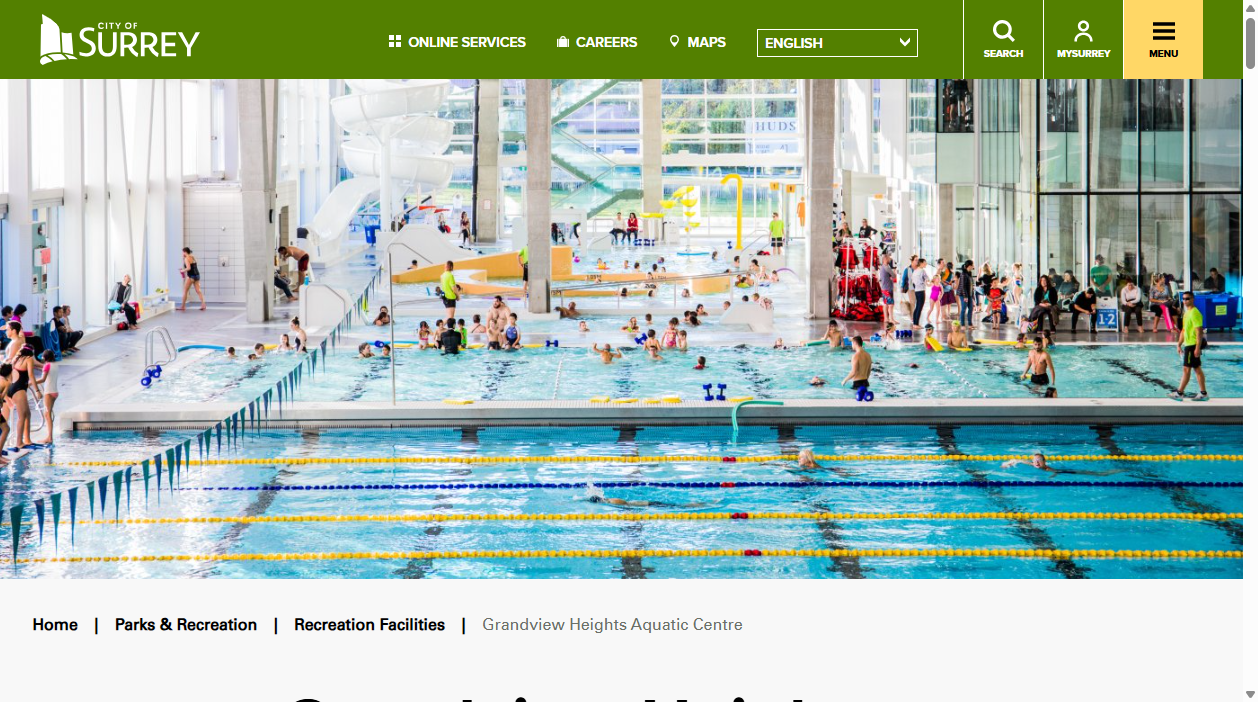 CITY OF
SURREY
ONLINE SERVICES
CAREERS
MAPS
ENGLISH
SEARCH
MYSURREY
MENU
HUDS
1-2
Home | Parks & Recreation | Recreation Facilities | Grandview Heights Aquatic Centre